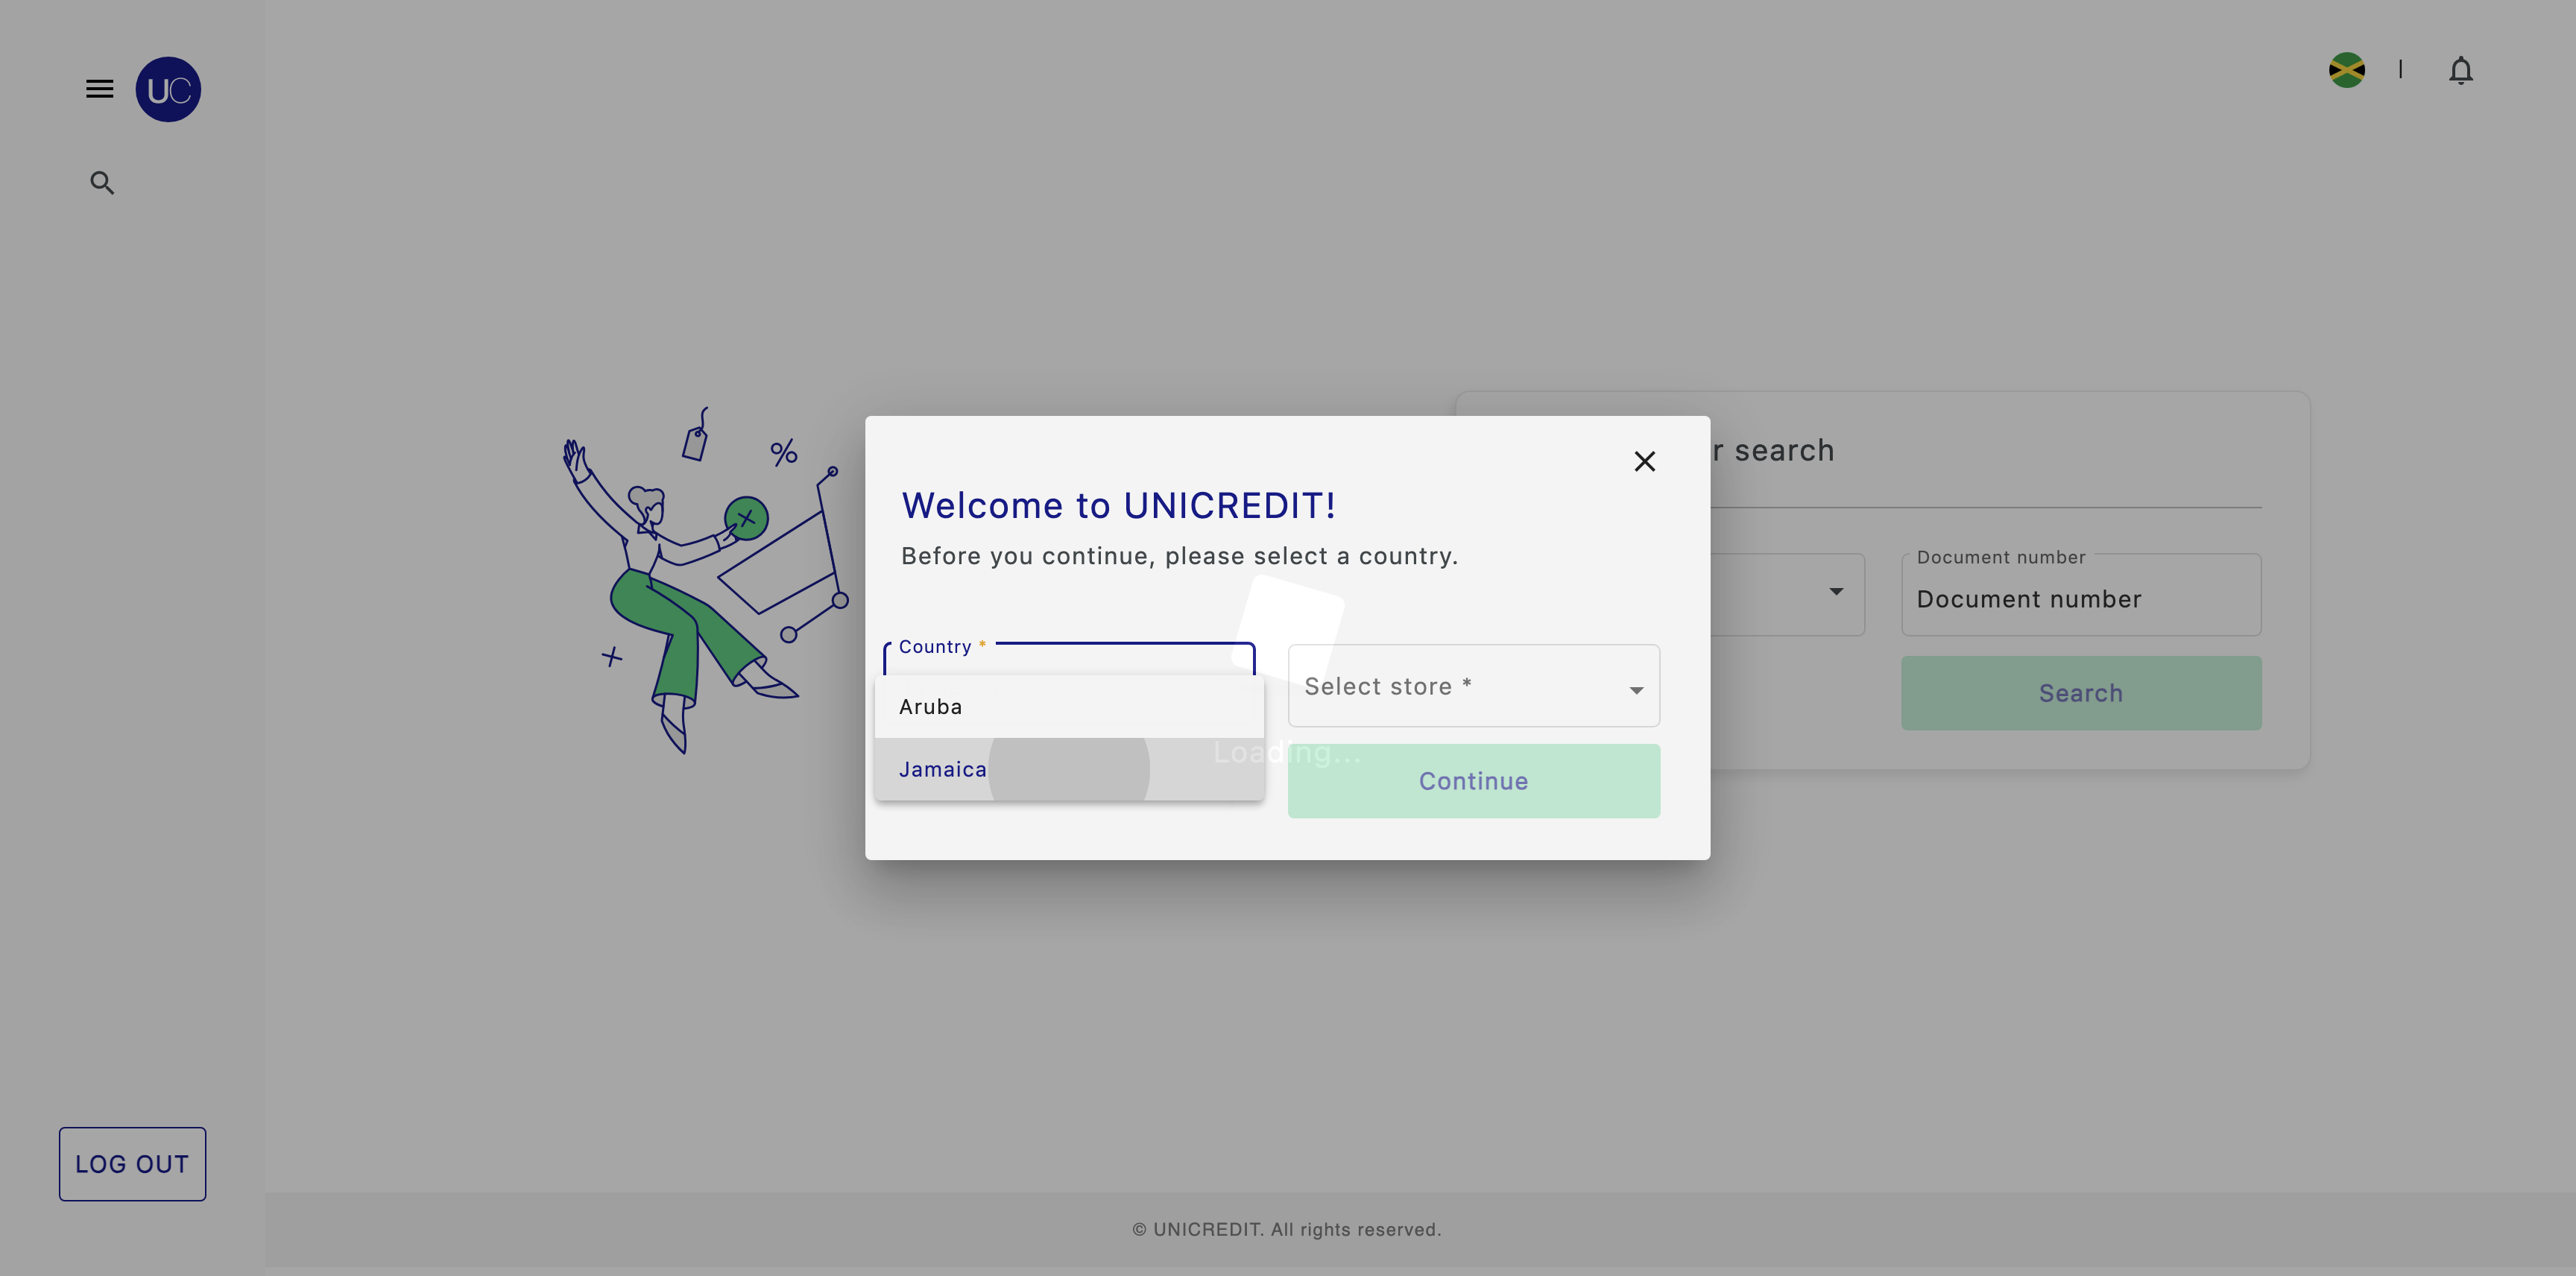 UC
r search
Welcome to UNICREDIT!
Before you continue, please select a country.
Document number
Document number
Country *
Select store *
Aruba
Search
Loading...
Jamaica
Continue
LOG OUT
© UNICREDIT. All rights reserved.